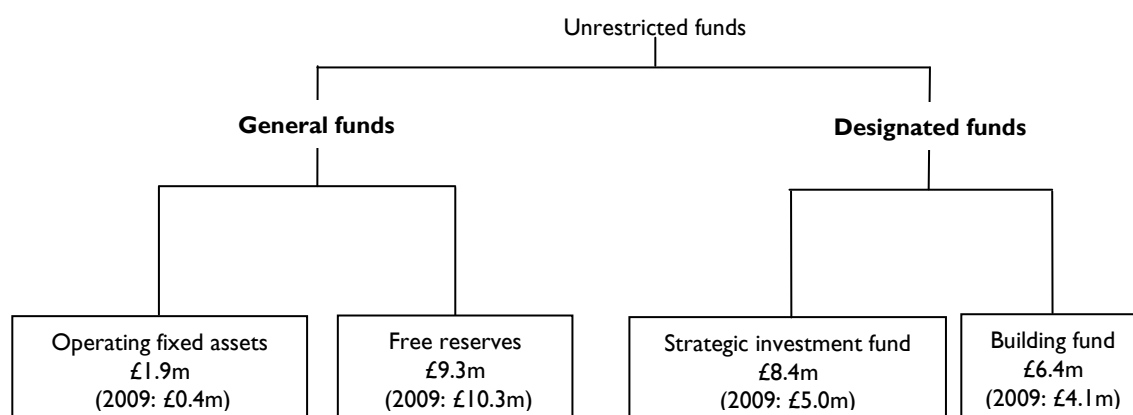 Unrestricted funds
General funds
Designated funds
Operating fixed assets
£1.9m
(2009: £0.4m)
Free reserves
£9.3m
(2009: £10.3m)
Strategic investment fund
£8.4m
(2009: £5.0m)
Building fund
£6.4m
(2009: £4.1m)